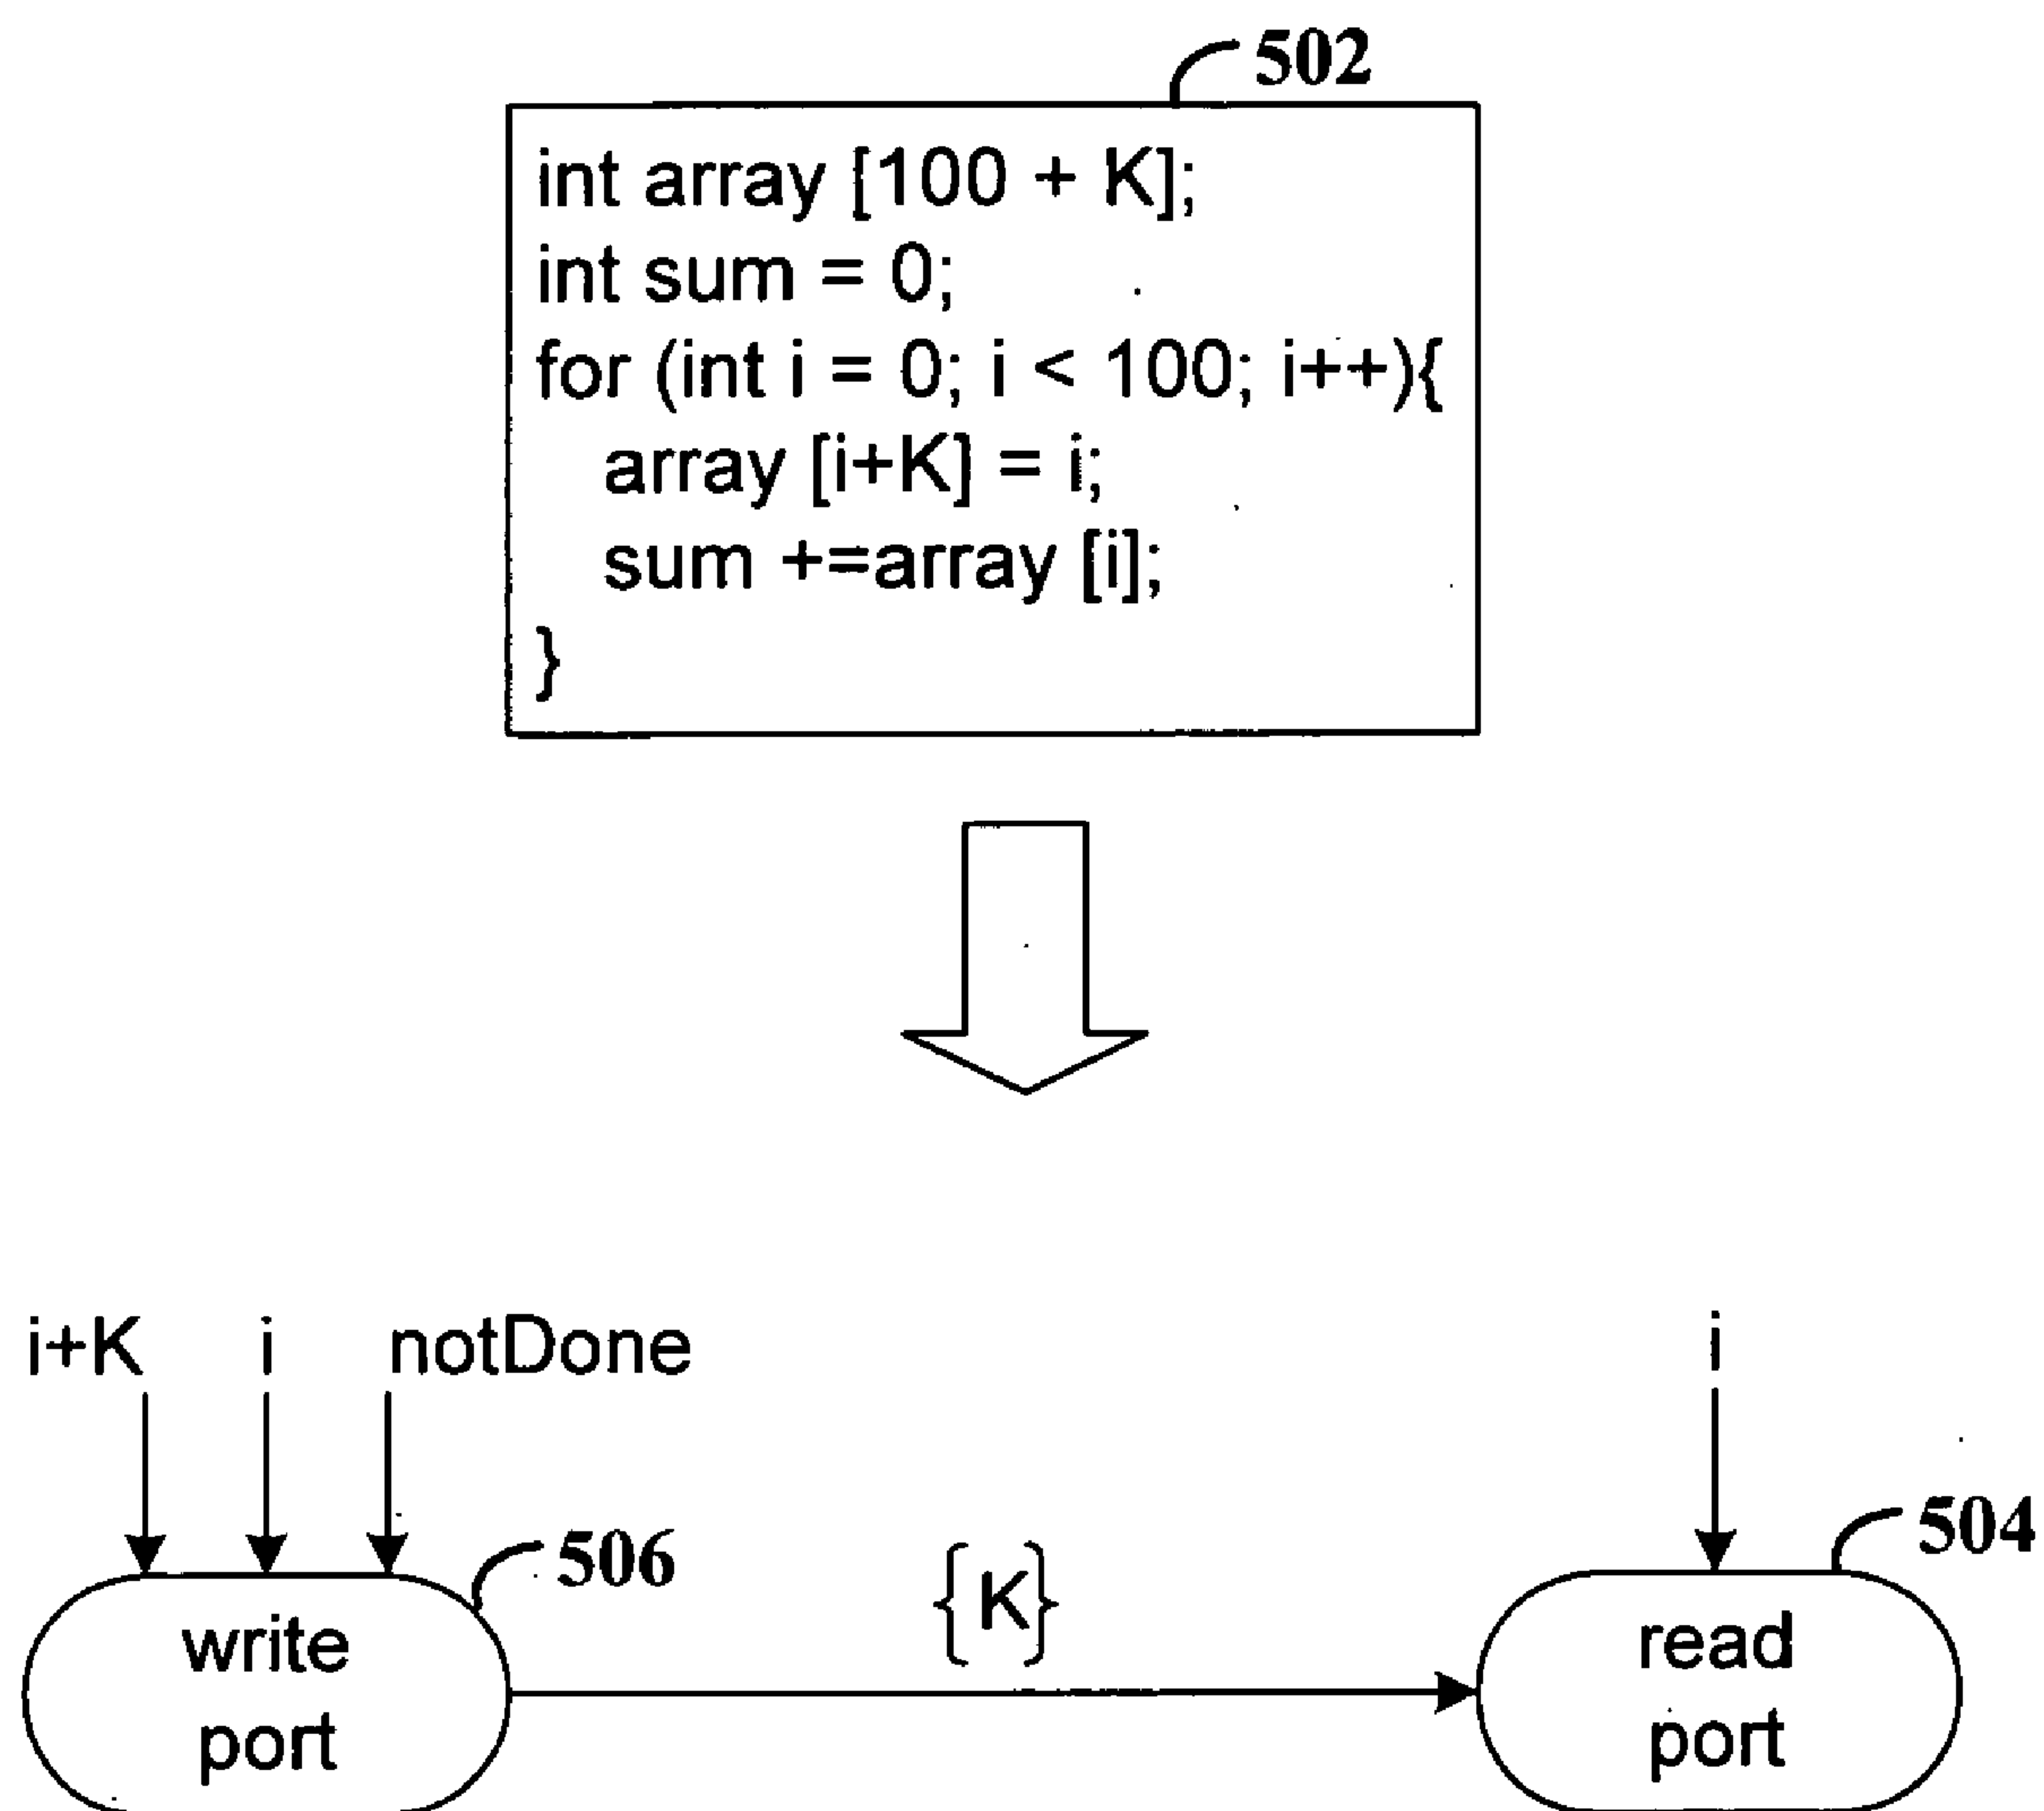 502
int array [100 + K];
int sum = 0;
for (int i = 0; i < 100; i++){
array [i+K] = i;
sum +=array [i];
}
i+K i notDone i
506 {K} 504
write port
read port